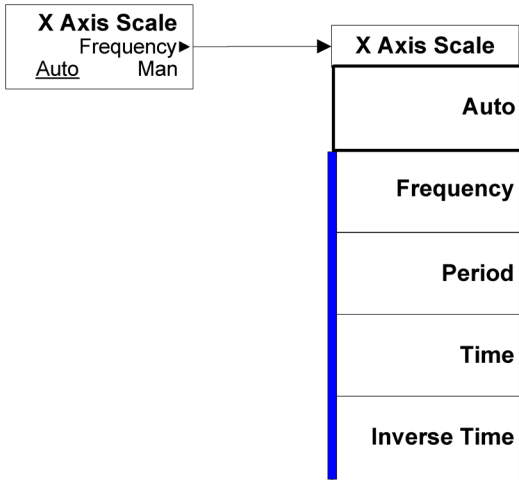 X Axis Scale
Frequency
Auto Man
X Axis Scale
Auto
Frequency
Period
Time
Inverse Time